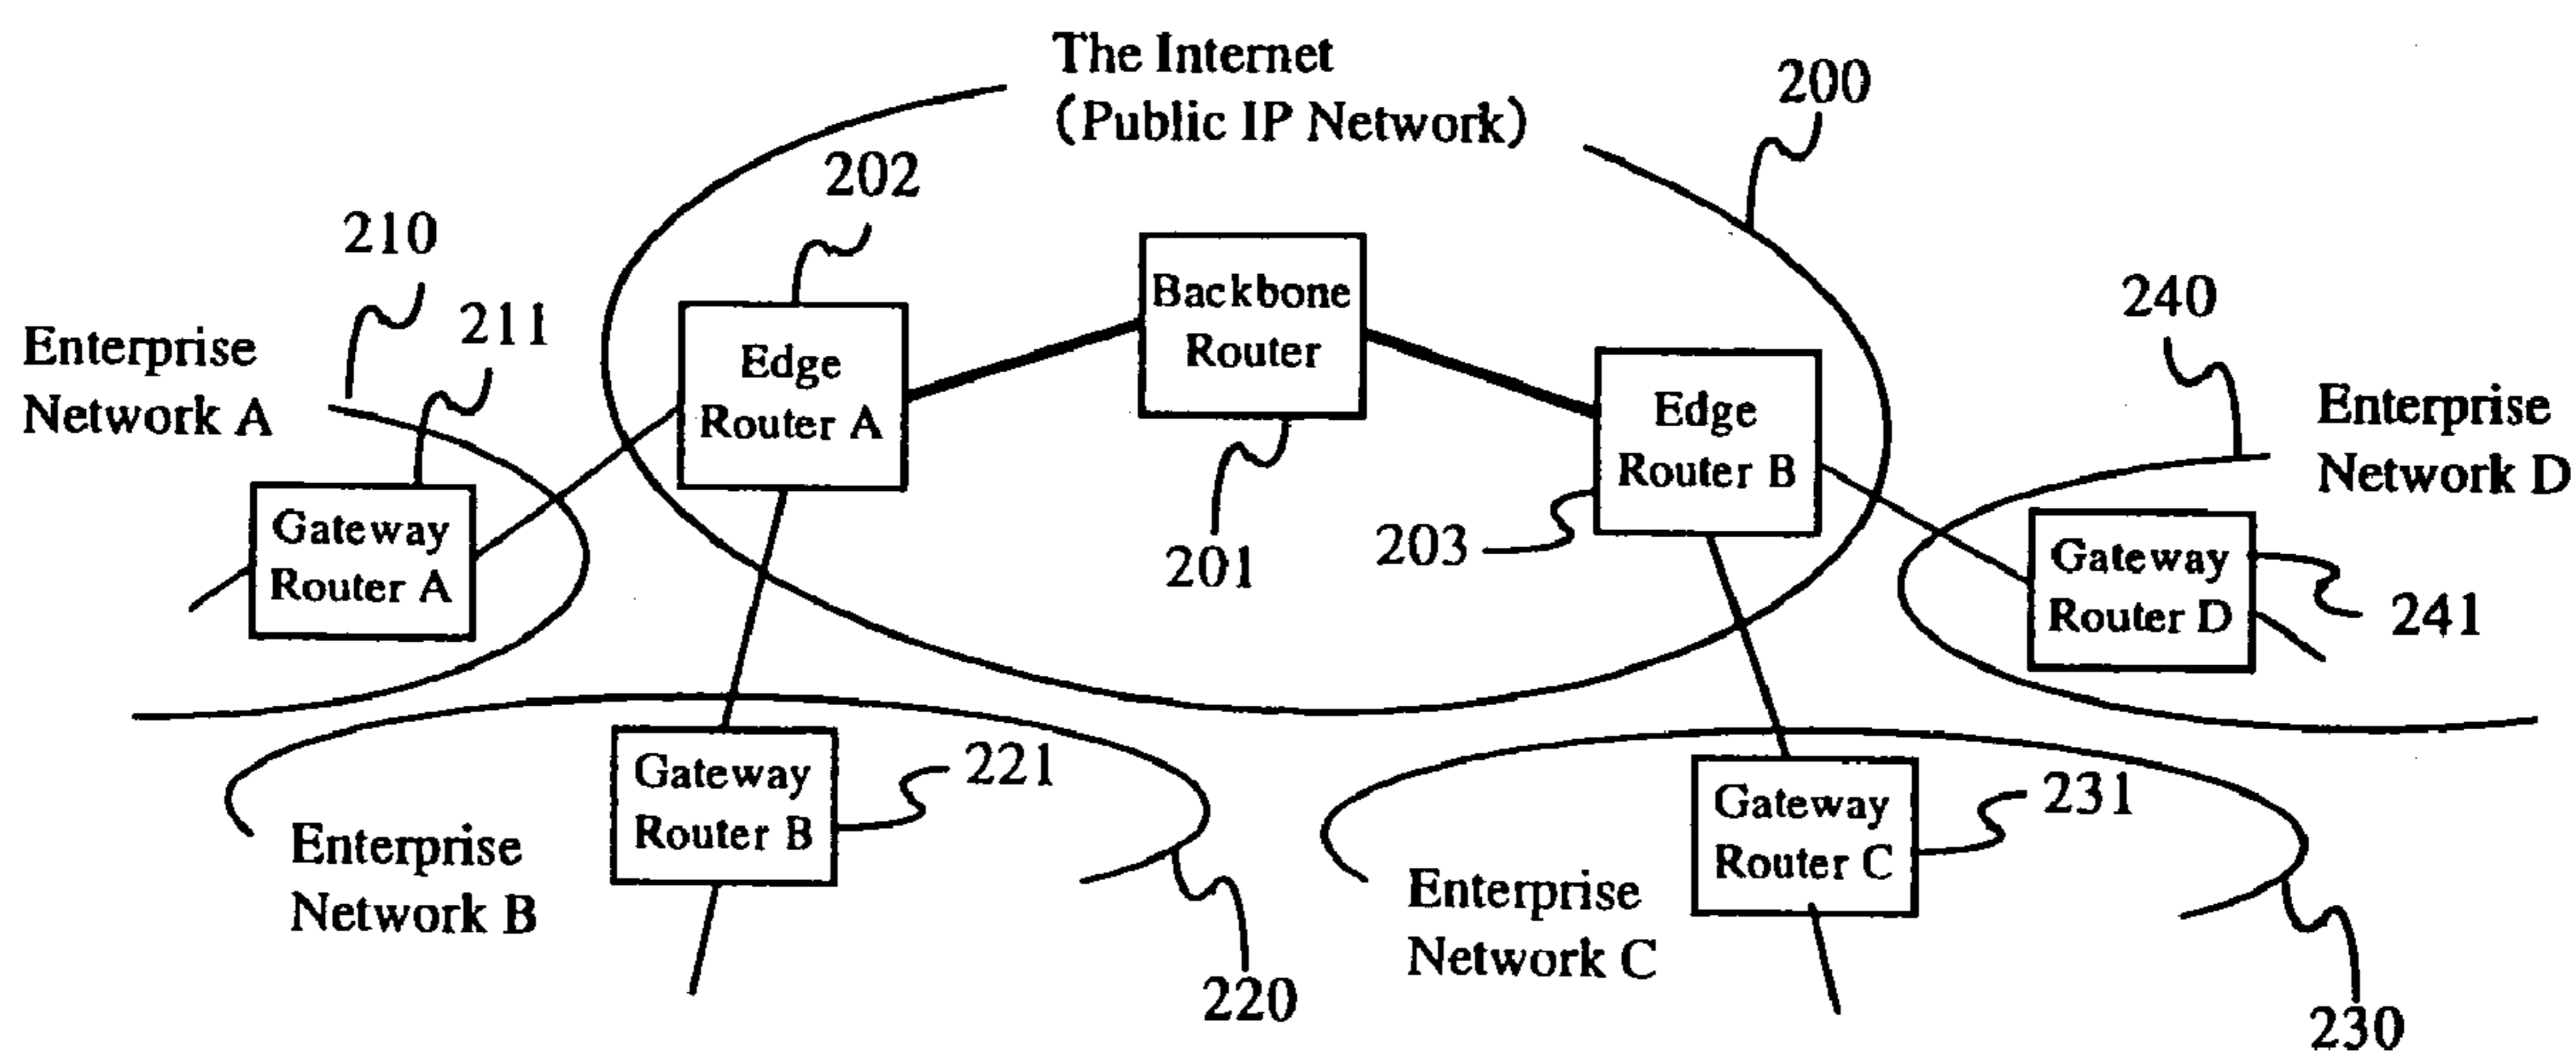 The Internet
(Public IP Network)
200
202
210
211
Enterprise
Network A
Edge
Router A
Backbone
Router
201
Edge
Router B
203
240
Enterprise
Network D
Gateway
Router A
Gateway
Router D
241
Gateway
Router B
221
Enterprise
Network B
220
Gateway
Router C
231
Enterprise
Network C
230